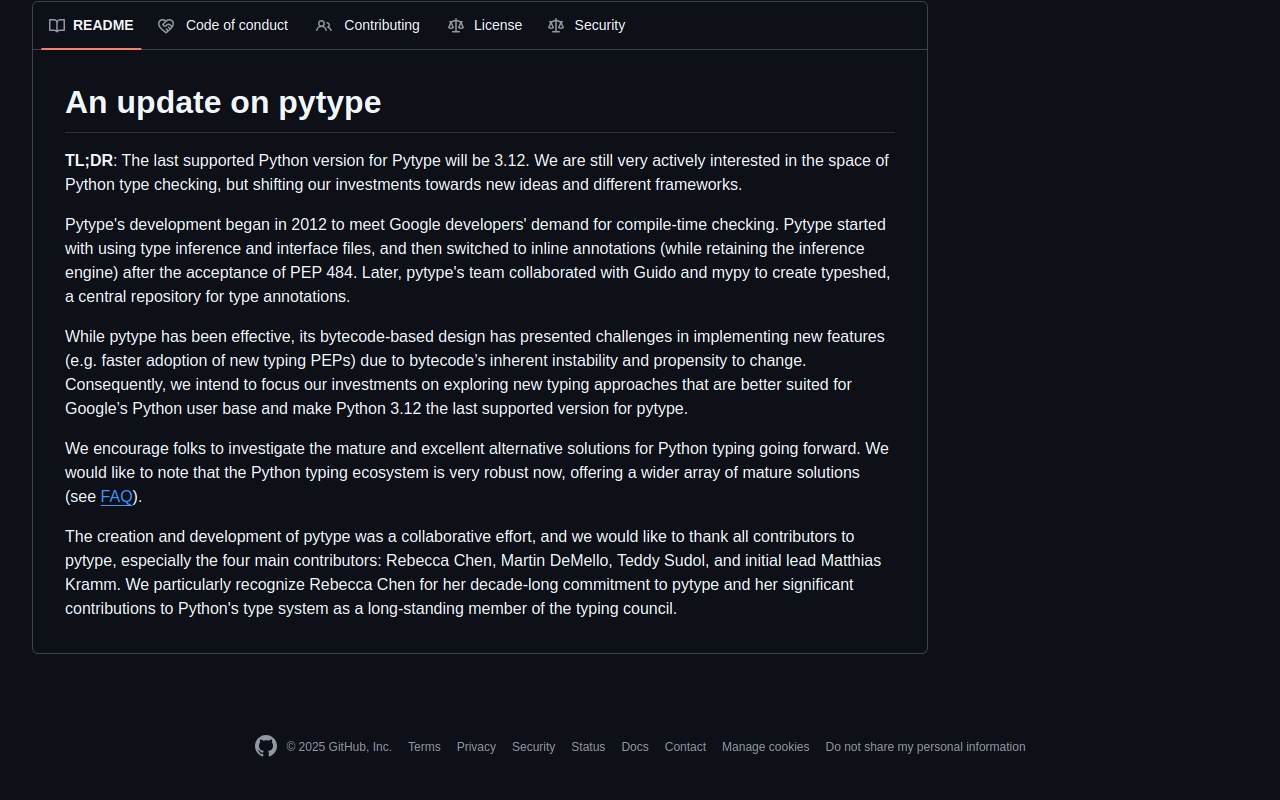 README Code of conduct Contributing License Security
An update on pytype
TL;DR: The last supported Python version for Pytype will be 3.12. We are still very actively interested in the space of
Python type checking, but shifting our investments towards new ideas and different frameworks.
Pytype's development began in 2012 to meet Google developers' demand for compile-time checking. Pytype started
with using type inference and interface files, and then switched to inline annotations (while retaining the inference
engine) after the acceptance of PEP 484. Later, pytype's team collaborated with Guido and mypy to create typeshed,
a central repository for type annotations.
While pytype has been effective, its bytecode-based design has presented challenges in implementing new features
(e.g. faster adoption of new typing PEPs) due to bytecode’s inherent instability and propensity to change.
Consequently, we intend to focus our investments on exploring new typing approaches that are better suited for
Google’s Python user base and make Python 3.12 the last supported version for pytype.
We encourage folks to investigate the mature and excellent alternative solutions for Python typing going forward. We
would like to note that the Python typing ecosystem is very robust now, offering a wider array of mature solutions
(see FAQ).
The creation and development of pytype was a collaborative effort, and we would like to thank all contributors to
pytype, especially the four main contributors: Rebecca Chen, Martin DeMello, Teddy Sudol, and initial lead Matthias
Kramm. We particularly recognize Rebecca Chen for her decade-long commitment to pytype and her significant
contributions to Python's type system as a long-standing member of the typing council.
© 2025 GitHub, Inc. Terms Privacy Security Status Docs Contact Manage cookies Do not share my personal information